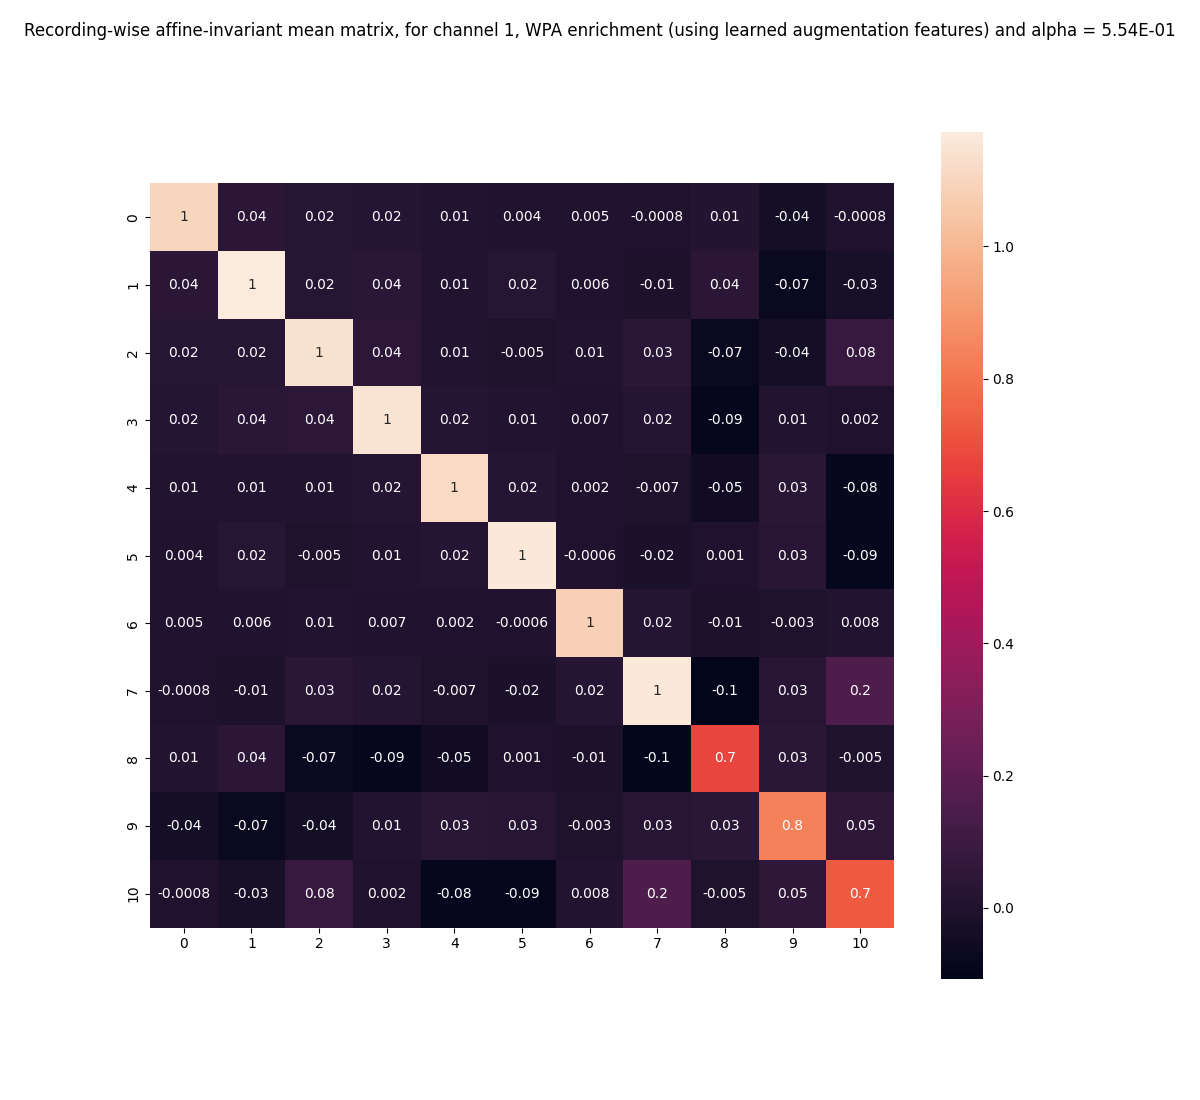 Recording-wise affine-invariant mean matrix, for channel 1, WPA enrichment (using learned augmentation features) and alpha = 5.54E-01
0 1 0.04 0.02 0.02 0.01 0.004 0.005 -0.0008 0.01 -0.04 -0.0008
1 0.04 1 0.02 0.04 0.01 0.02 0.006 -0.01 0.04 -0.07 -0.03
2 0.02 0.02 1 0.04 0.01 -0.005 0.01 0.03 -0.07 -0.04 0.08
3 0.02 0.04 0.04 1 0.02 0.01 0.007 0.02 -0.09 0.01 0.002
4 0.01 0.01 0.01 0.02 1 0.02 0.002 -0.007 -0.05 0.03 -0.08
5 0.004 0.02 -0.005 0.01 0.02 1 -0.0006 -0.02 0.001 0.03 -0.09
6 0.005 0.006 0.01 0.007 0.002 -0.0006 1 0.02 -0.01 -0.003 0.008
7 -0.0008 -0.01 0.03 0.02 -0.007 -0.02 0.02 1 -0.1 0.03 0.2
8 0.01 0.04 -0.07 -0.09 -0.05 0.001 -0.01 -0.1 0.7 0.03 -0.005
9 -0.04 -0.07 -0.04 0.01 0.03 0.03 -0.003 0.03 0.03 0.8 0.05
10 -0.0008 -0.03 0.08 0.002 -0.08 -0.09 0.008 0.2 -0.005 0.05 0.7
0 1 2 3 4 5 6 7 8 9 10
1.0
0.8
0.6
0.4
0.2
0.0